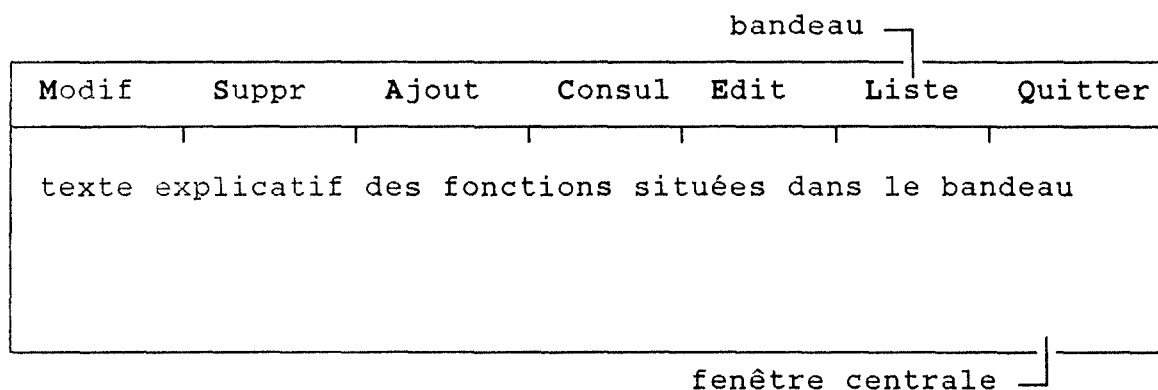 bandeau
Modif Suppr Ajout Consul Edit Liste Quitter
texte explicatif des fonctions situées dans le bandeau
fenêtre centrale